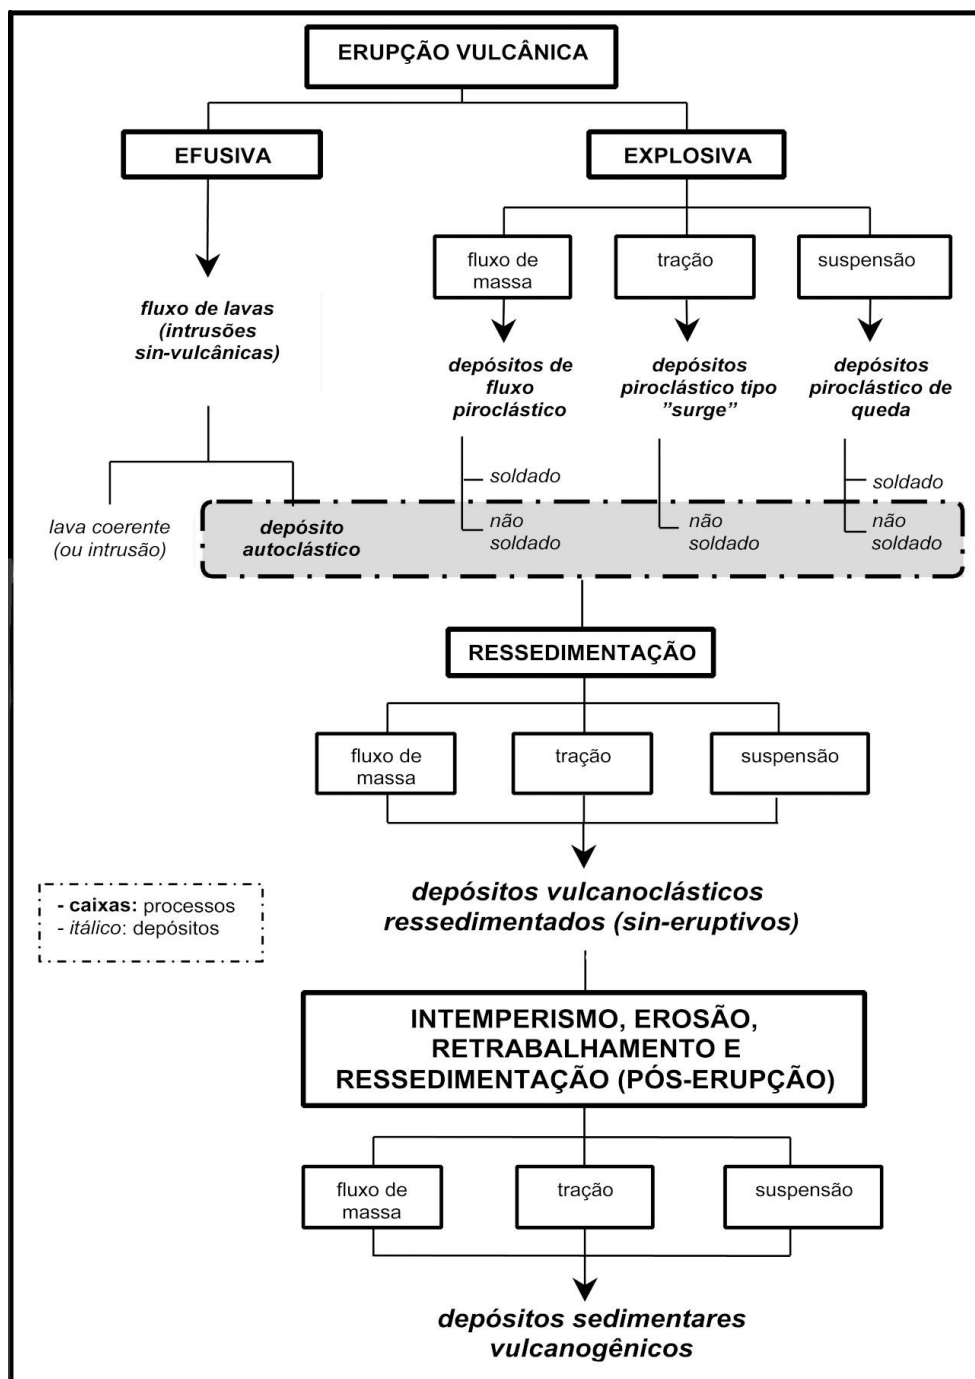 ERUPÇÃO VULCÂNICA
EFUSIVA
EXPLOSIVA
fluxo de
massa
tração
suspensão
fluxo de lavas
(intrusões
sin-vulcânicas)
depósitos de
fluxo
piroclástico
depósitos
piroclástico tipo
”surge”
depósitos
piroclástico de
queda
lava coerente
(ou intrusão)
depósito
autoclástico
soldado
não
soldado
não
soldado
soldado
não
soldado
RESSEDIMENTAÇÃO
fluxo de
massa
tração
suspensão
depósitos vulcanoclásticos
ressedimentados (sin-eruptivos)
- caixas: processos
- itálico: depósitos
INTEMPERISMO, EROSÃO,
RETRABALHAMENTO E
RESSEDIMENTAÇÃO (PÓS-ERUPÇÃO)
fluxo de
massa
tração
suspensão
depósitos sedimentares
vulcanogênicos